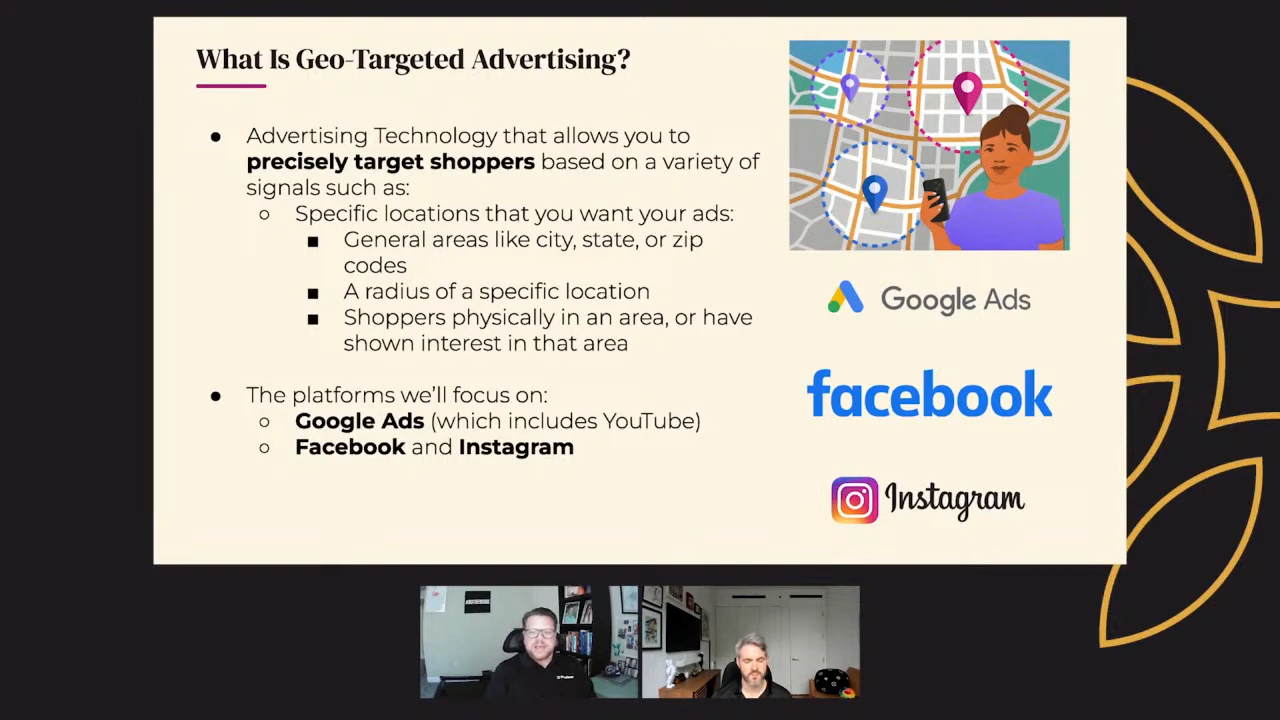 What Is Geo-Targeted Advertising?
● Advertising Technology that allows you to
precisely target shoppers based on a variety of
signals such as:
○ Specific locations that you want your ads:
■ General areas like city, state, or zip
codes
■ A radius of a specific location
■ Shoppers physically in an area, or have
shown interest in that area
● The platforms we'll focus on:
○ Google Ads (which includes YouTube)
○ Facebook and Instagram
Google Ads
facebook
Instagram